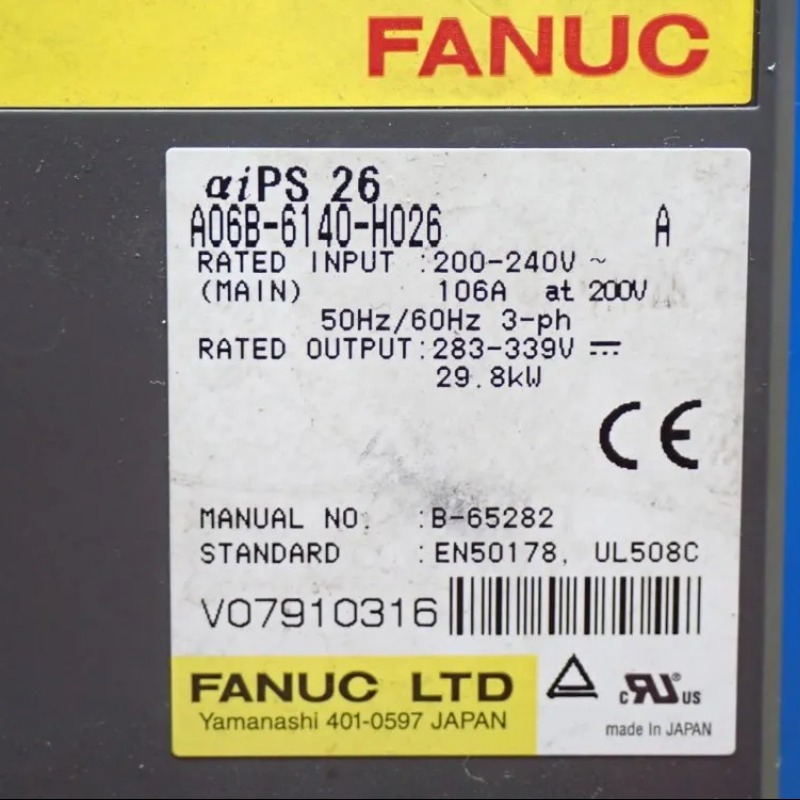 FANUC
αiPS 26
A06B-6140-H026 A
RATED INPUT :200-240V ~
(MAIN) 106A at 200V
50Hz/60Hz 3-ph
RATED OUTPUT:283-339V ⎓
29.8kW
CE
MANUAL NO. :B-65282
STANDARD :EN50178, UL508C
V07910316
FANUC LTD
Yamanashi 401-0597 JAPAN
c RU® US
made In JAPAN